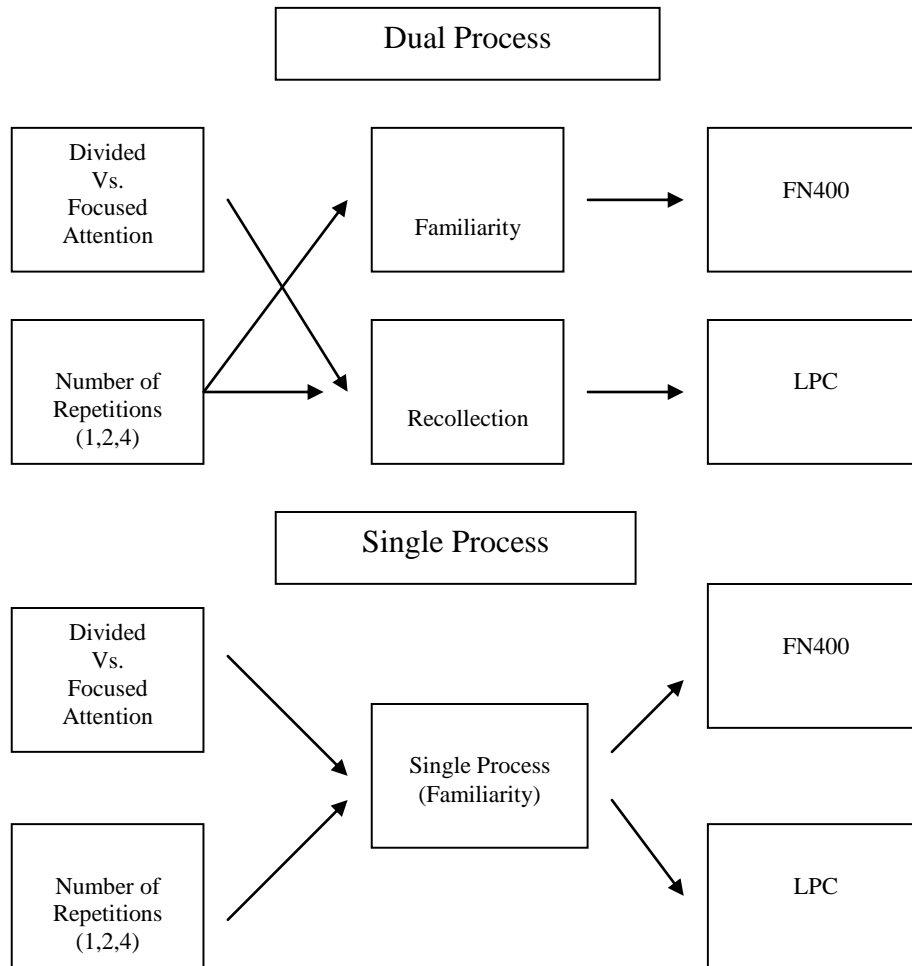 Dual Process
Divided
Vs.
Focused
Attention
Familiarity
FN400
Number of
Repetitions
(1,2,4)
Recollection
LPC
Single Process
Divided
Vs.
Focused
Attention
FN400
Single Process
(Familiarity)
Number of
Repetitions
(1,2,4)
LPC